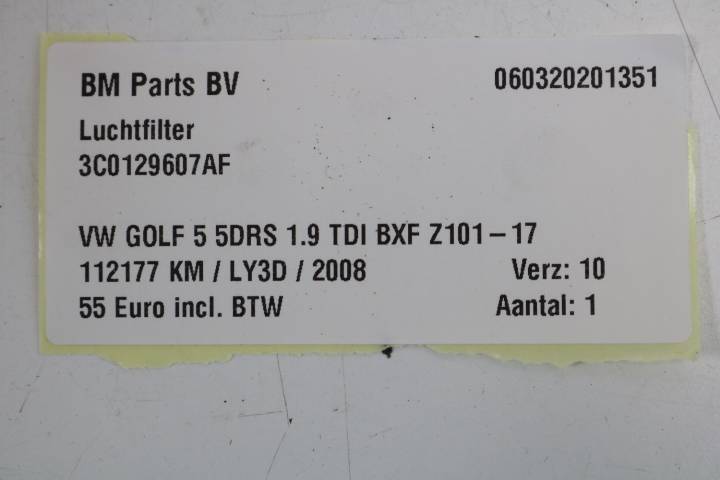 BM Parts BV 060320201351
Luchtfilter
3C0129607AF
VW GOLF 5 5DRS 1.9 TDI BXF Z101-17
112177 KM / LY3D / 2008 Verz: 10
55 Euro incl. BTW Aantal: 1